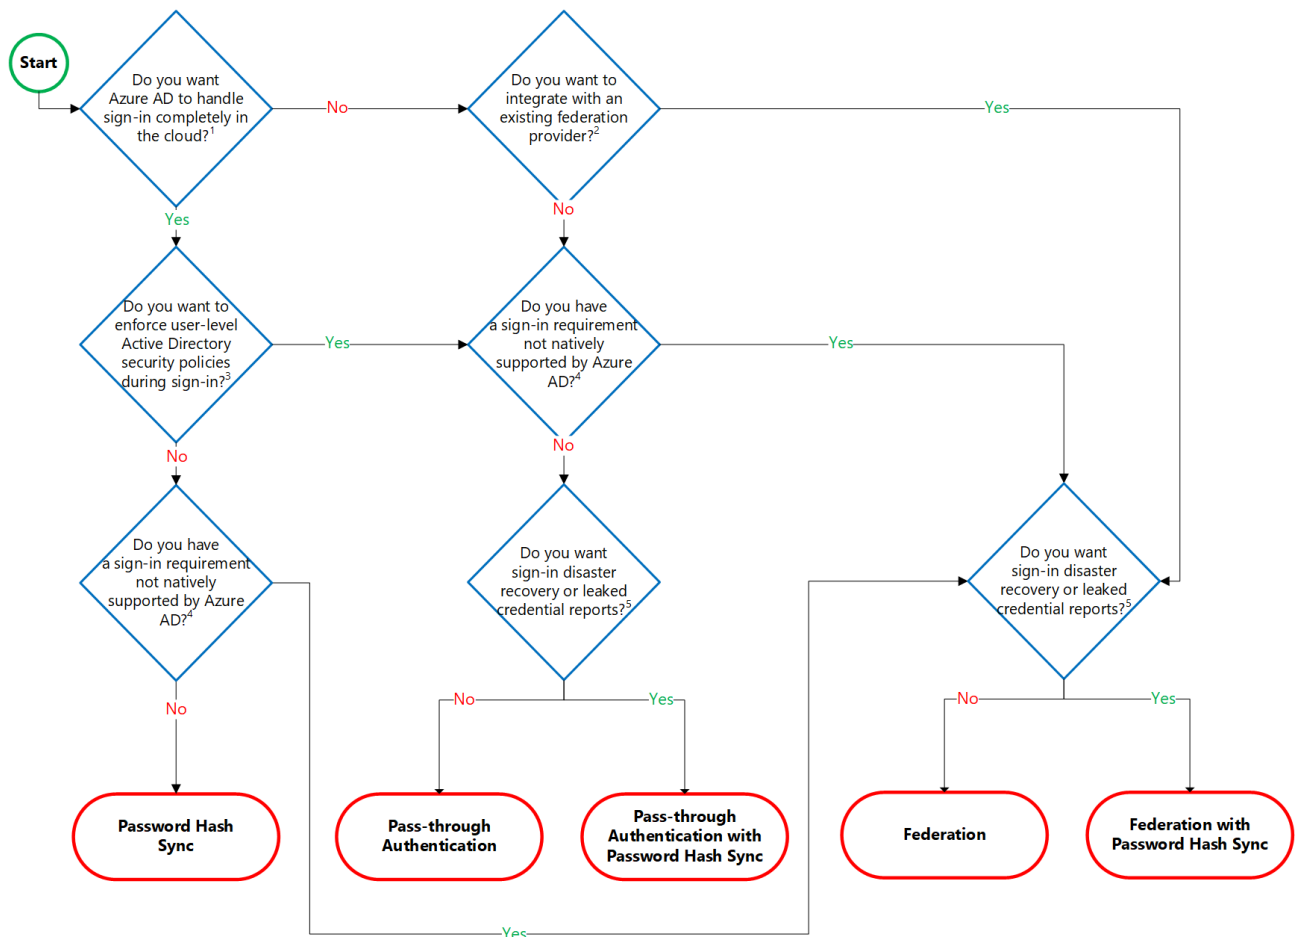 Start
Do you want
Azure AD to handle
sign-in completely in
the cloud?1
No
Do you want to
integrate with an
existing federation
provider?2
Yes
Yes
No
Do you want to
enforce user-level
Active Directory
security policies
during sign-in?3
Yes
Do you have
a sign-in requirement
not natively
supported by Azure
AD?4
Yes
No
No
Do you have
a sign-in requirement
not natively
supported by Azure
AD?4
Do you want
sign-in disaster
recovery or leaked
credential reports?5
Do you want
sign-in disaster
recovery or leaked
credential reports?5
No
No
Yes
No
Yes
Password Hash
Sync
Pass-through
Authentication
Pass-through
Authentication with
Password Hash Sync
Federation
Federation with
Password Hash Sync
Yes